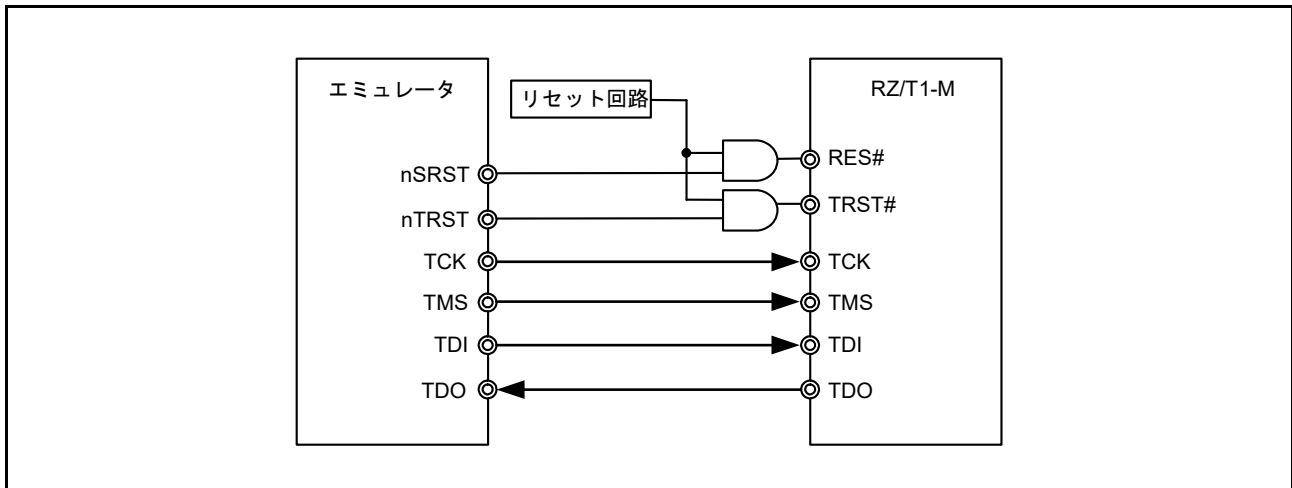 エミュレータ
リセット回路
RZ/T1-M
nSRST
RES#
nTRST
TRST#
TCK
TCK
TMS
TMS
TDI
TDI
TDO
TDO